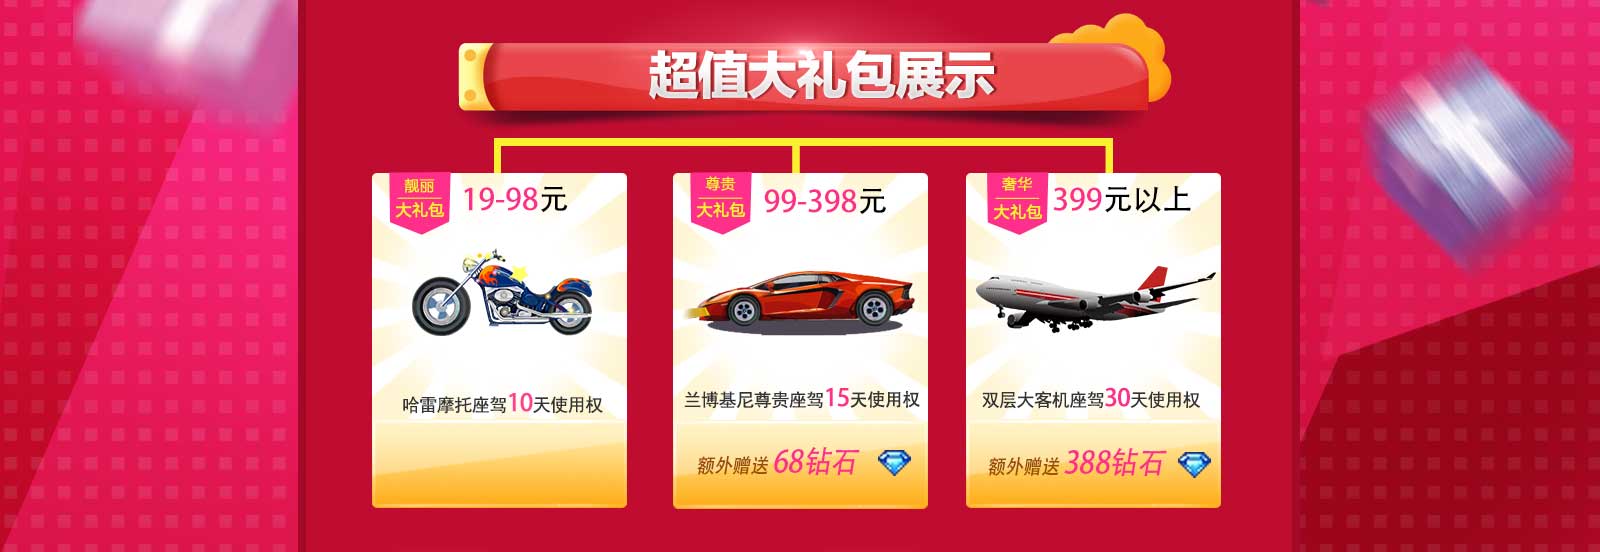 超值大礼包展示
靓丽
大礼包
19-98元
哈雷摩托座驾10天使用权
尊贵
大礼包
99-398元
兰博基尼尊贵座驾15天使用权
额外赠送 68钻石
奢华
大礼包
399元以上
双层大客机座驾30天使用权
额外赠送 388钻石